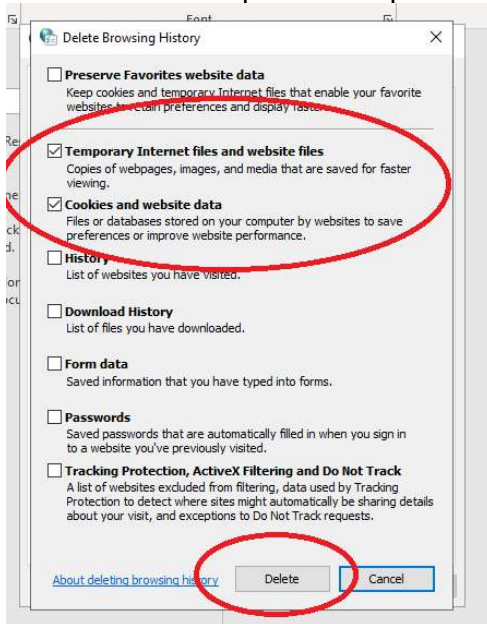 Font
Delete Browsing History
Preserve Favorites website data
Keep cookies and temporary Internet files that enable your favorite
websites to retain preferences and display faster.
Temporary Internet files and website files
Copies of webpages, images, and media that are saved for faster
viewing.
Cookies and website data
Files or databases stored on your computer by websites to save
preferences or improve website performance.
History
List of websites you have visited.
Download History
List of files you have downloaded.
Form data
Saved information that you have typed into forms.
Passwords
Saved passwords that are automatically filled in when you sign in
to a website you've previously visited.
Tracking Protection, ActiveX Filtering and Do Not Track
A list of websites excluded from filtering, data used by Tracking
Protection to detect where sites might automatically be sharing details
about your visit, and exceptions to Do Not Track requests.
About deleting browsing history
Delete
Cancel